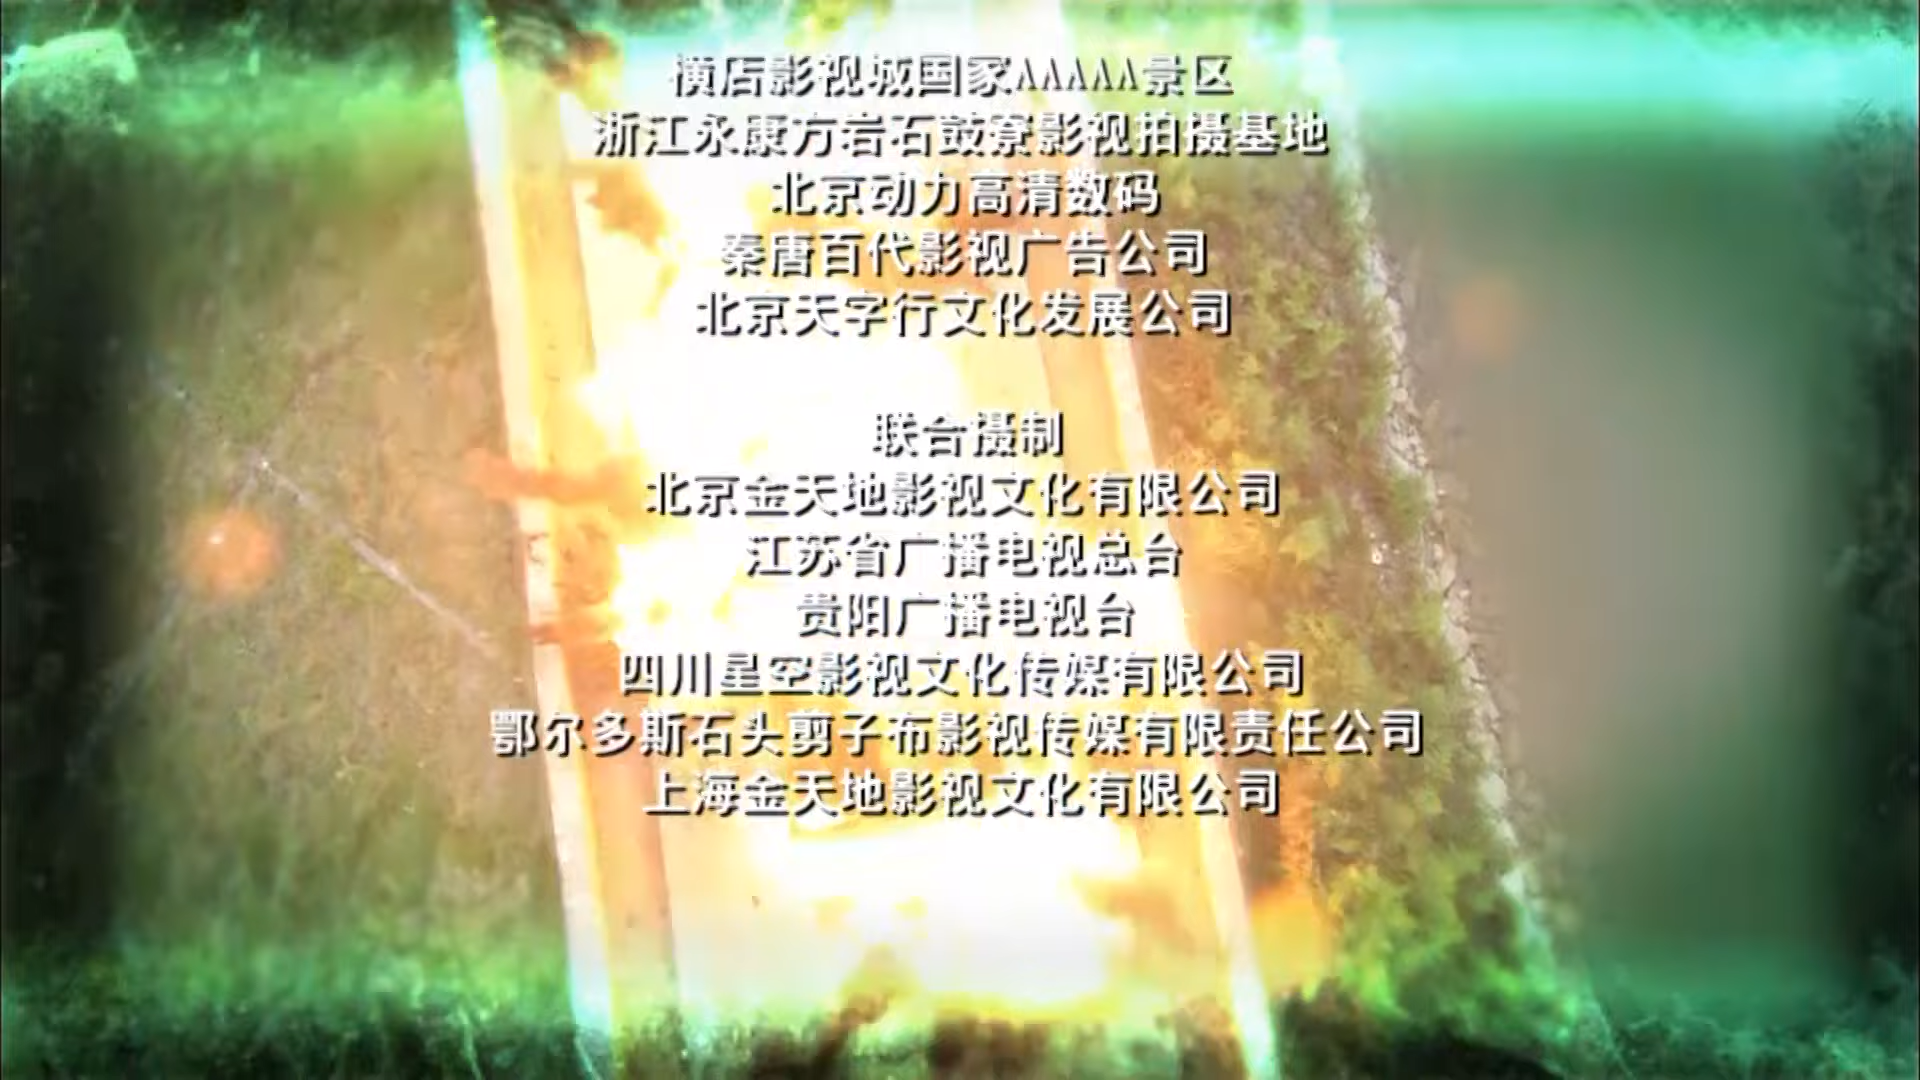 横店影视城国家AAAAA景区
浙江永康方岩石鼓寮影视拍摄基地
北京动力高清数码
秦唐百代影视广告公司
北京天字行文化发展公司
联合摄制
北京金天地影视文化有限公司
江苏省广播电视总台
贵阳广播电视台
四川星空影视文化传媒有限公司
鄂尔多斯石头剪子布影视传媒有限责任公司
上海金天地影视文化有限公司